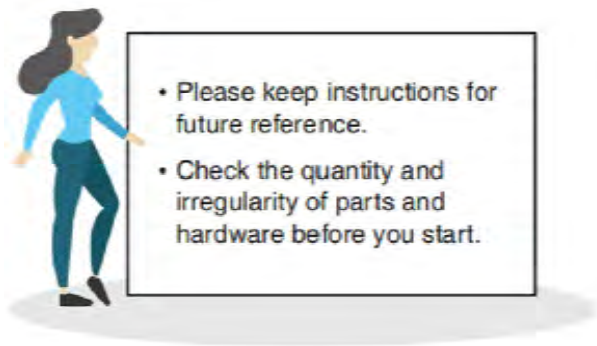 • Please keep instructions for
future reference.
• Check the quantity and
irregularity of parts and
hardware before you start.